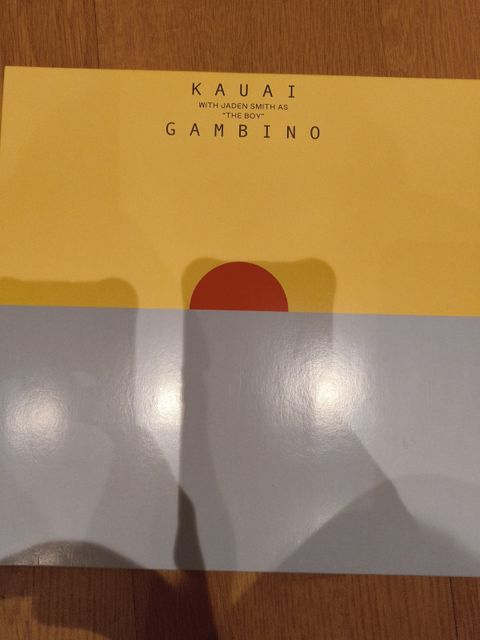 KAUAI
WITH JADEN SMITH AS
"THE BOY"
GAMBINO